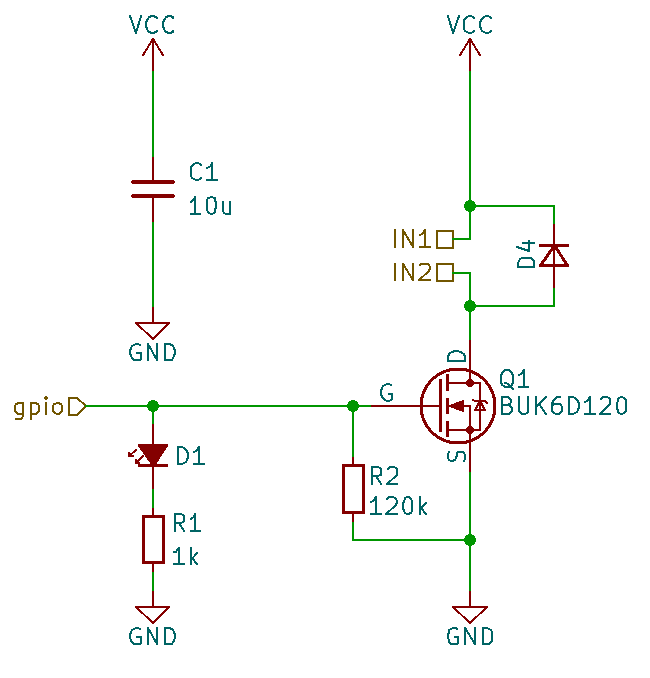 VCC
VCC
C1
10u
IN1
IN2
D4
GND
D
Q1
G
BUK6D120
gpio
S
D1
R2
120k
R1
1k
GND
GND